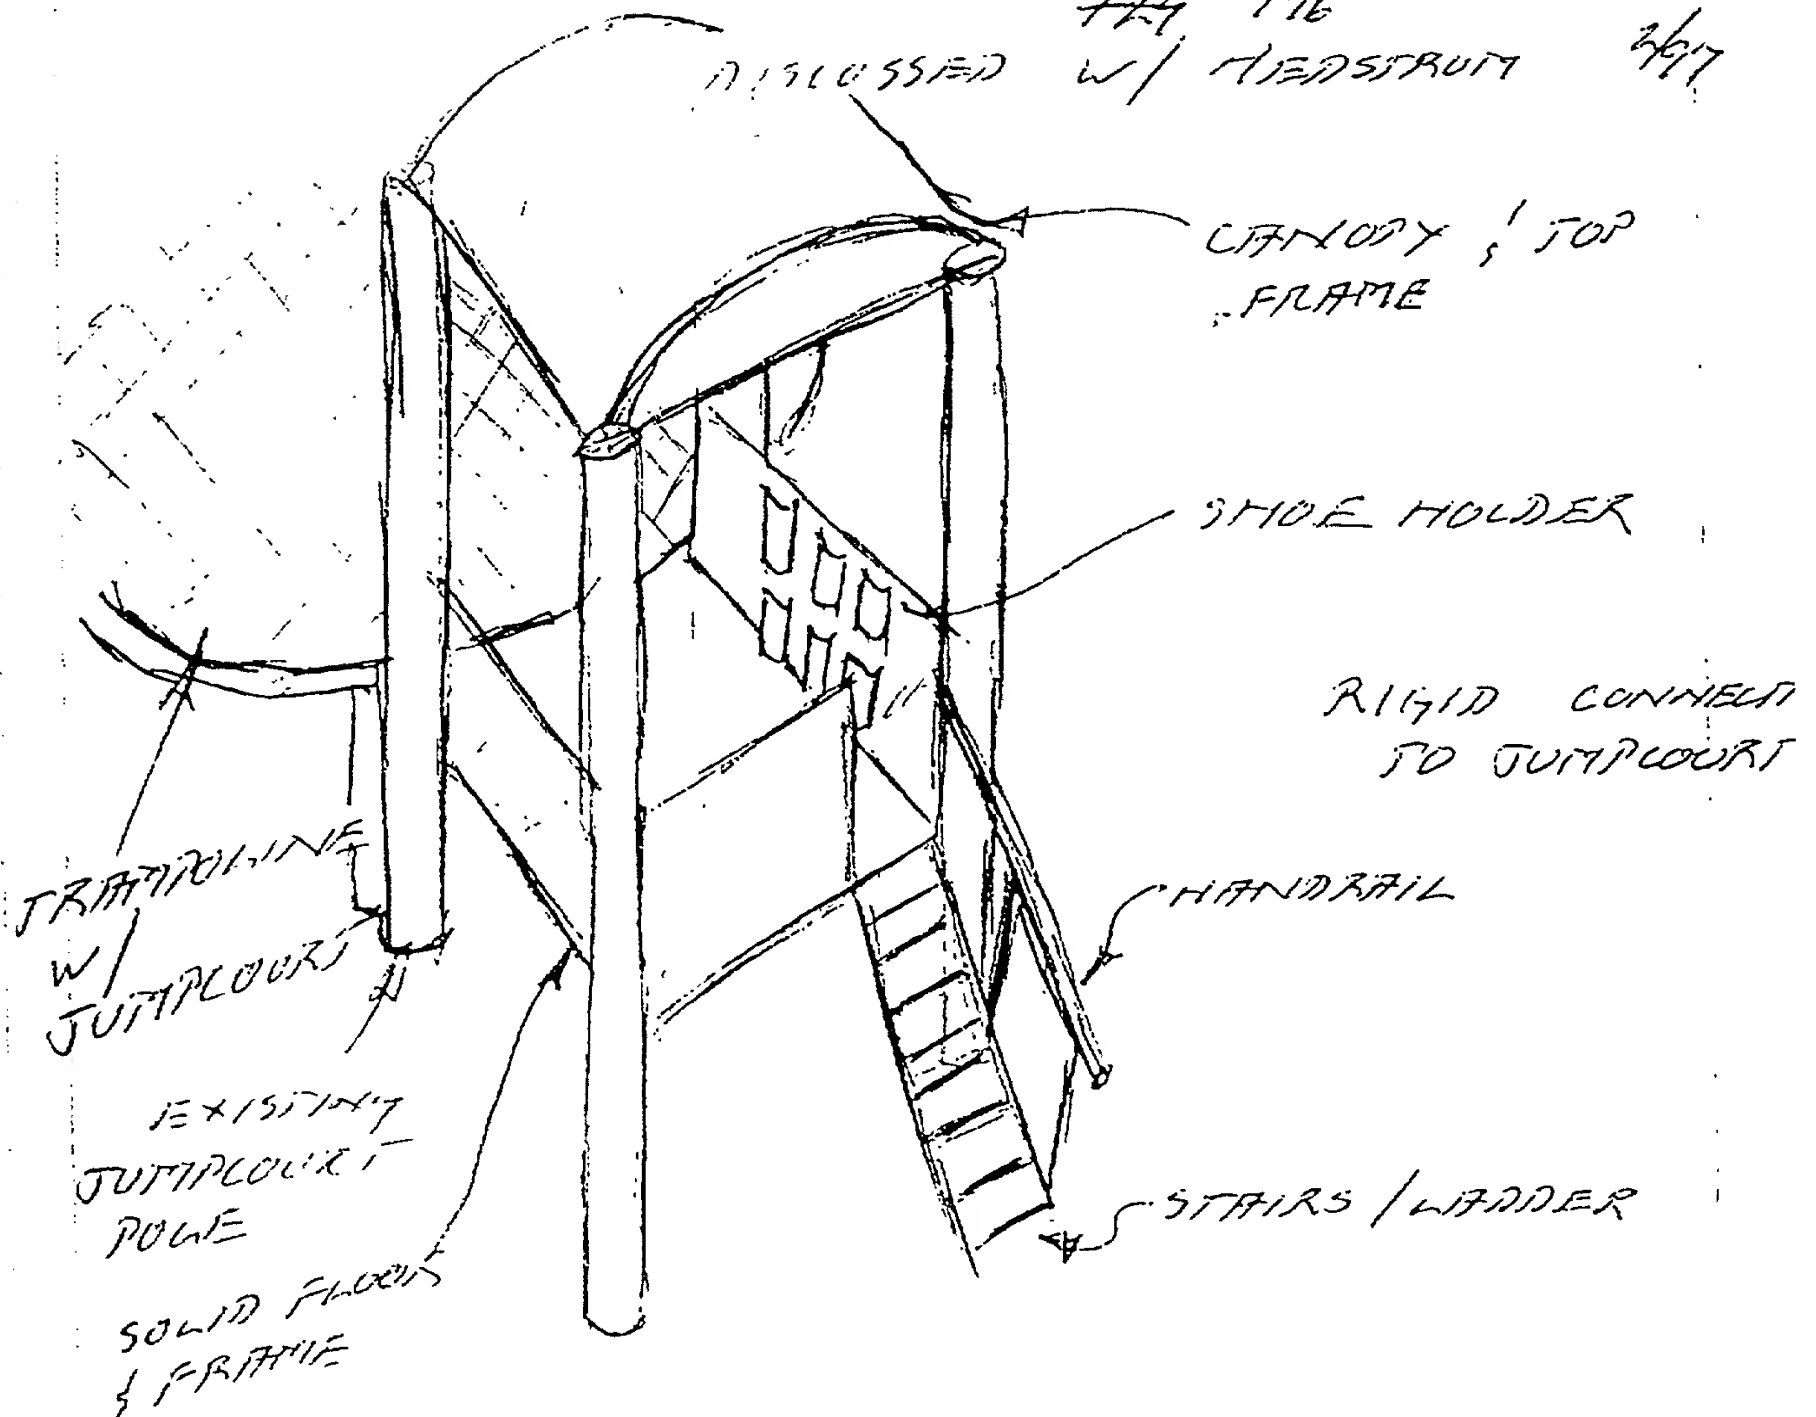 DISCUSSED W/ HEDSTROM
CANOPY & TOP
FRAME
SHOE HOLDER
RIGID CONNECT
TO JUMPCOURT
TRAMPOLINE
W/
JUMPCOURT
HANDRAIL
EXISTING
JUMPCOURT
POLE
STAIRS / LADDER
SOLID FLOOR
& FRAME